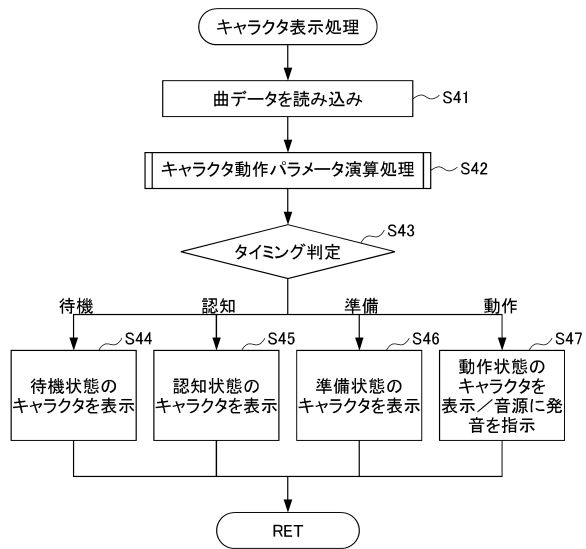 キャラクタ表示処理
曲データを読み込み
S41
キャラクタ動作パラメータ演算処理
S42
タイミング判定
S43
待機
認知
準備
動作
S44
S45
S46
S47
待機状態の
キャラクタを表示
認知状態の
キャラクタを表示
準備状態の
キャラクタを表示
動作状態の
キャラクタを
表示／音源に発
音を指示
RET